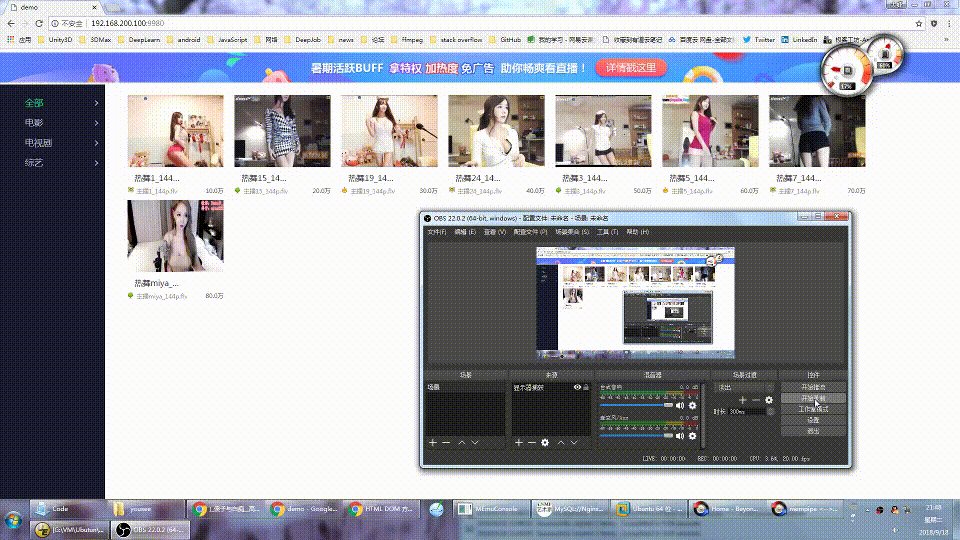 demo
不安全 | 192.168.200.100:9980
应用 Unity3D 3DMax DeepLearn android JavaScript 网络 DeepJob news 论坛 ffmpeg stack overflow GitHub 我的学习 - 网易云课 收藏到有道云笔记 百度云 网盘-全部文 Twitter LinkedIn
暑期活跃BUFF 拿特权 加热度 免广告 助你畅爽看直播！ 详情戳这里
17% 60%
全部
电影
电视剧
综艺
热舞1_144... 热舞15_14... 热舞19_14... 热舞24_14... 热舞3_144... 热舞5_144... 热舞7_144...
主播1_144p.flv 10.0万 主播15_144p.flv 20.0万 主播19_144p.flv 30.0万 主播24_144p.flv 40.0万 主播3_144p.flv 50.0万 主播5_144p.flv 60.0万 主播7_144p.flv 70.0万
热舞miya_...
主播miya_144p.flv 80.0万
OBS 22.0.2 (64-bit, windows) - 配置文件: 未命名 - 场景: 未命名
文件(F) 编辑 (E) 查看 (V) 配置文件 (P) 场景集合 (S) 工具 (T) 帮助 (H)
场景 来源 混音器 场景过渡 控件
场景 显示器捕获 台式音响 0.0 dB 淡出 开始推流
开始录制
麦克风/Aux 0.0 dB 时长 300ms 工作室模式
设置
退出
LIVE: 00:00:00 REC: 00:00:00 CPU: 3.6%, 20.00 fps
Code yousee demo - Google... HTML DOM 方... MEmuConsole MySQL/Nginx... Ubuntu 64 位 - ... Home - Beyon... mempipe <-->...
OBS 22.0.2 (64-...
21:48
星期二
2018/9/18